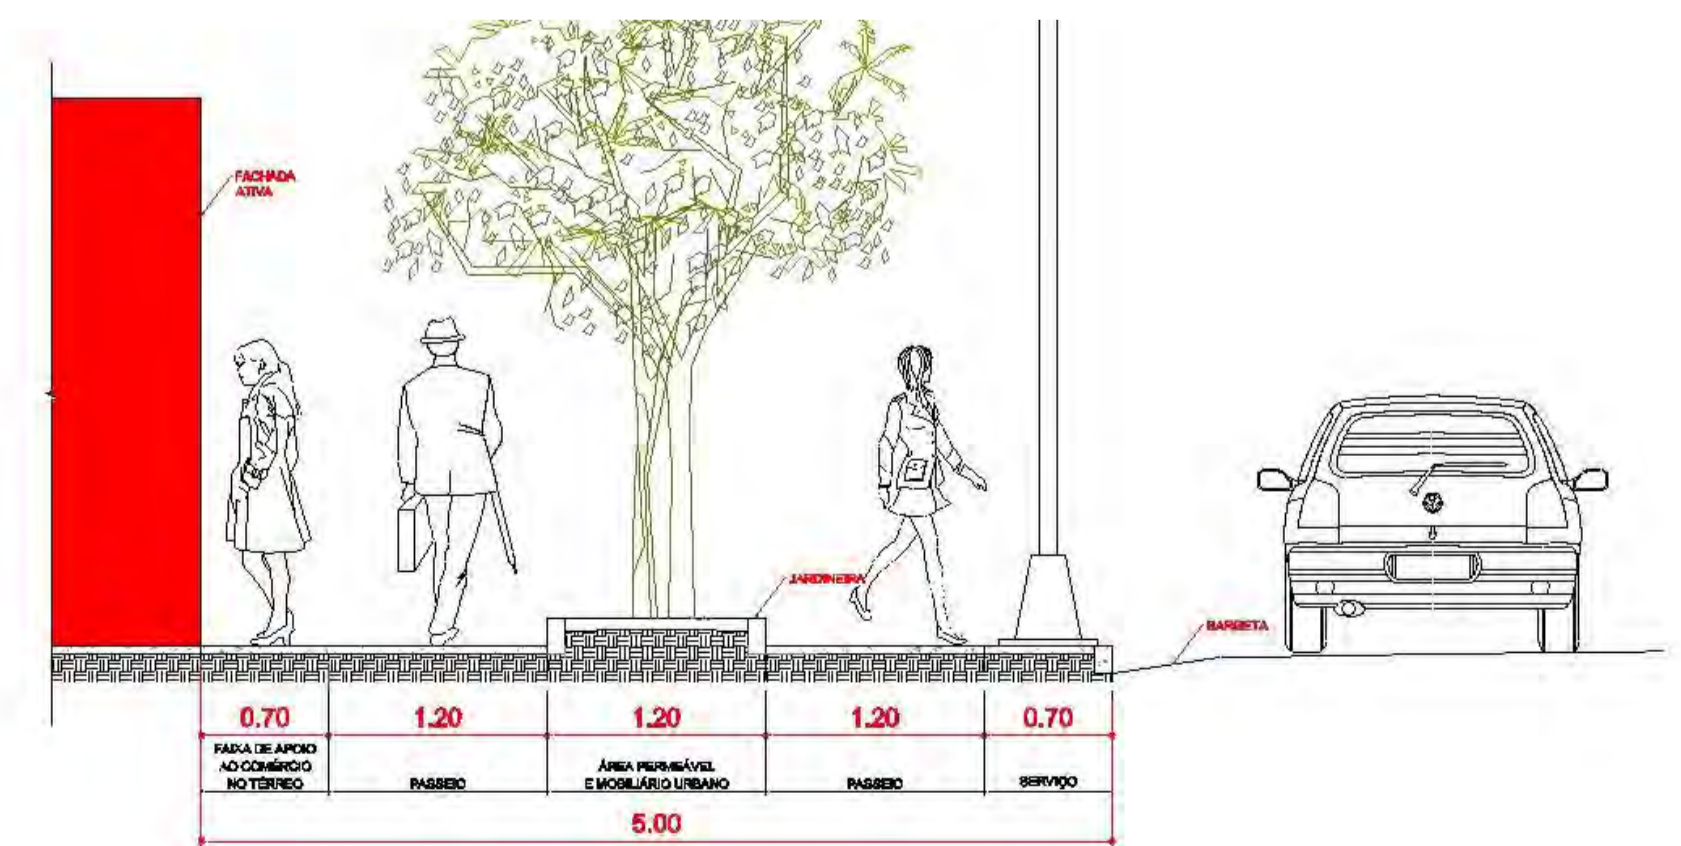 FACHADA
ATIVA
JARDINEIRA
SARJETA
0.70
1.20
1.20
1.20
0.70
FAIXA DE APOIO
AO COMÉRCIO
NO TÉRREO
PASSEIO
ÁREA PERMEÁVEL
E MOBILIÁRIO URBANO
PASSEIO
SERVIÇO
5.00